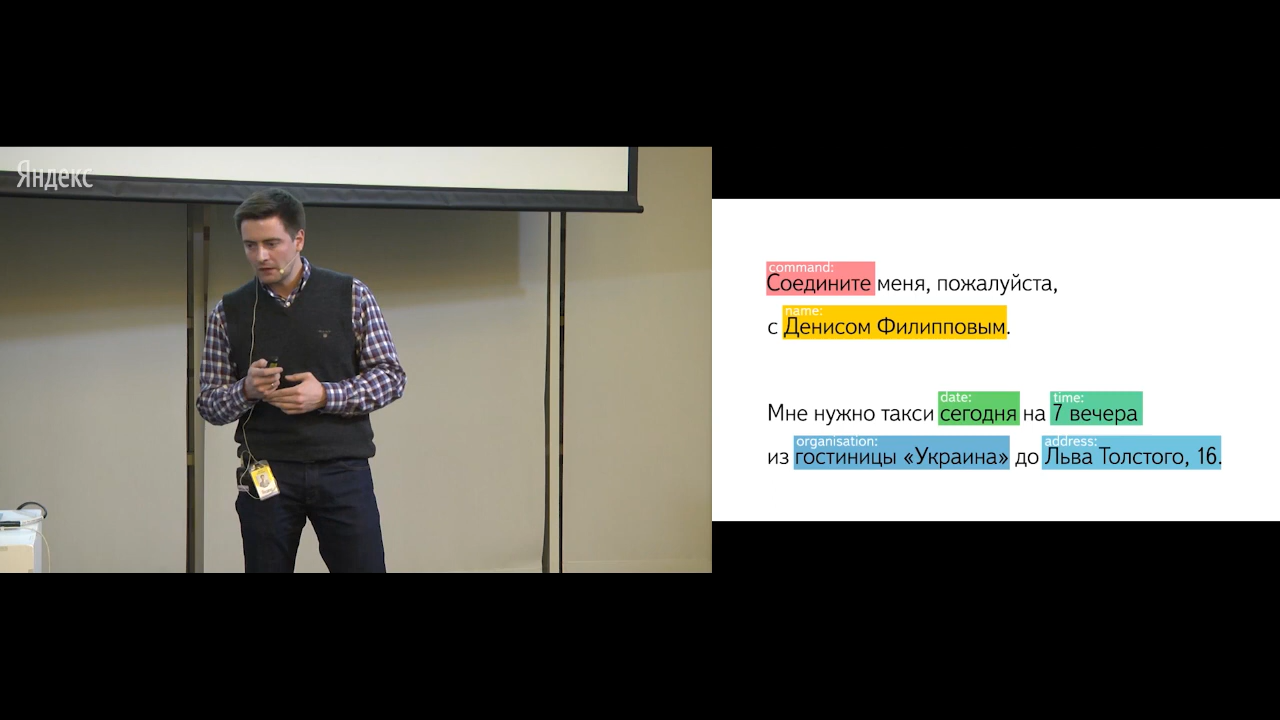 Яндекс
command:
Соедините меня, пожалуйста,
name:
с Денисом Филипповым.
date: time:
Мне нужно такси сегодня на 7 вечера
organisation: address:
из гостиницы «Украина» до Льва Толстого, 16.